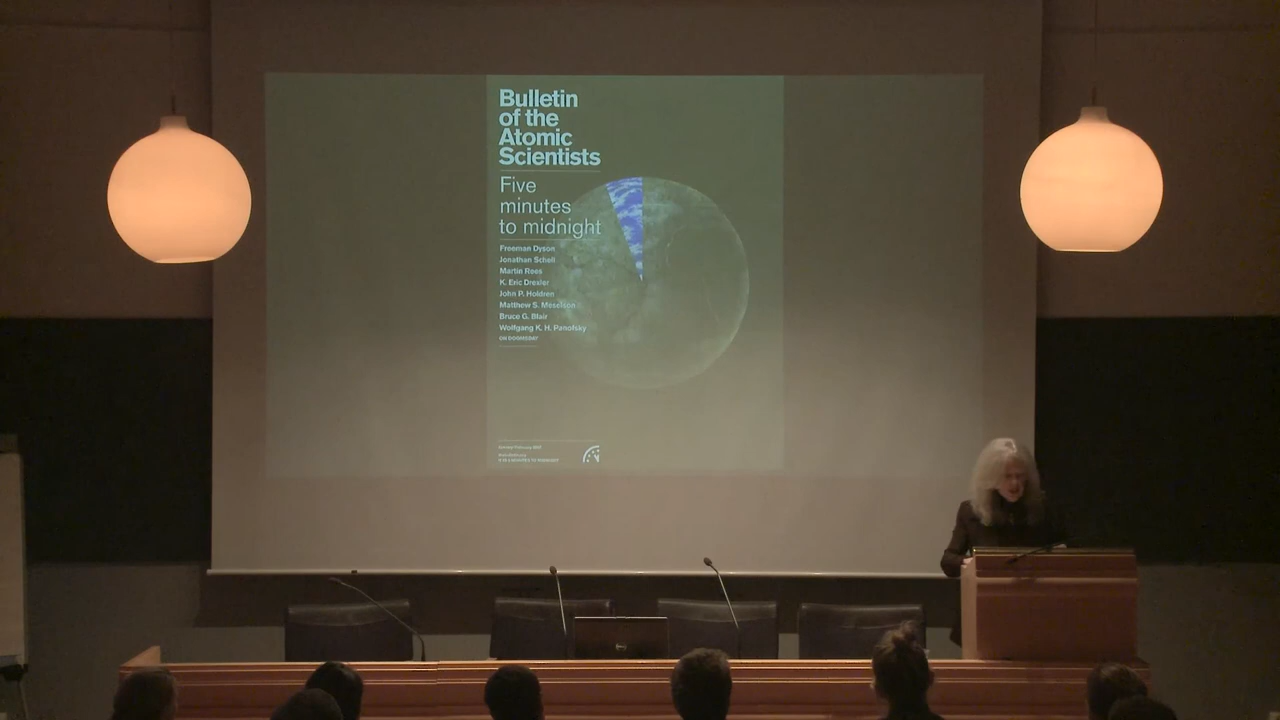 Bulletin
of the
Atomic
Scientists
Five
minutes
to midnight
Freeman Dyson
Jonathan Schell
Martin Rees
K. Eric Drexler
John P. Holdren
Matthew S. Meselson
Bruce G. Blair
Wolfgang K. H. Panofsky
ON DOOMSDAY